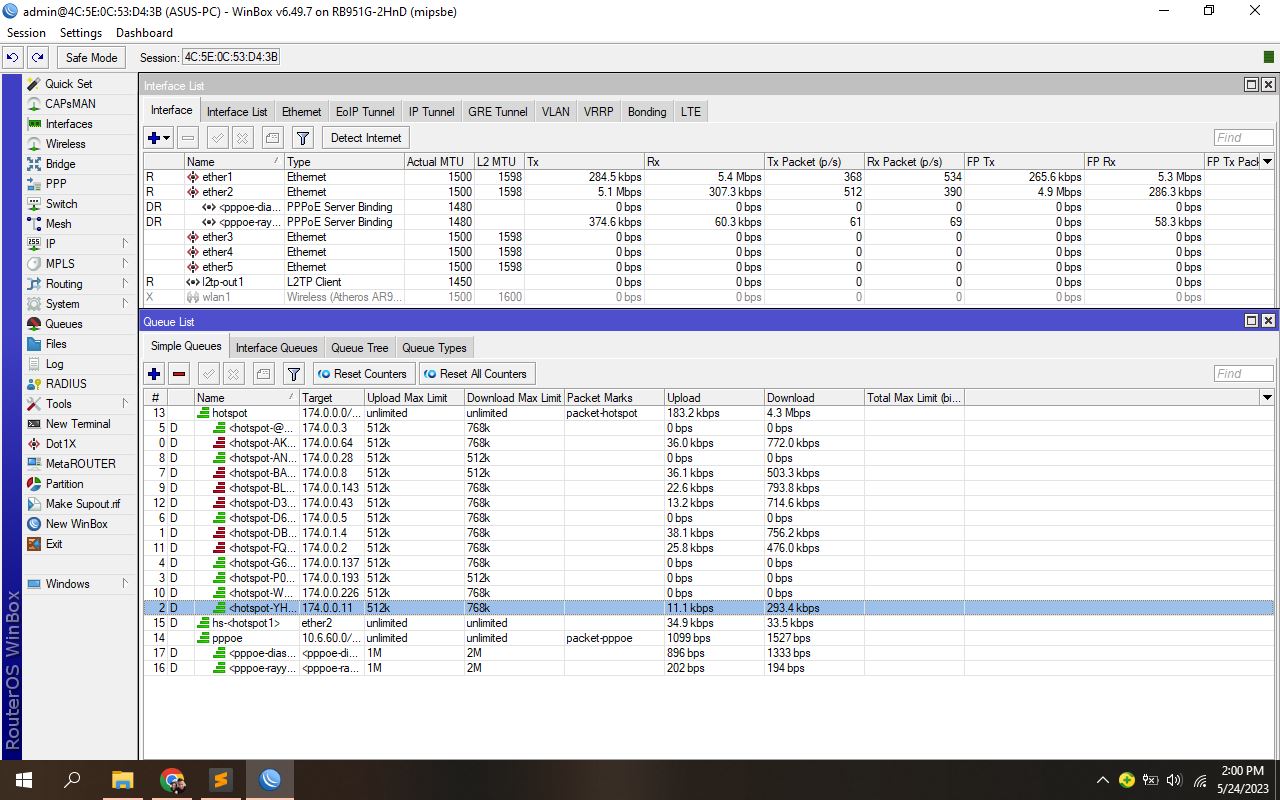 admin@4C:5E:0C:53:D4:3B (ASUS-PC) - WinBox v6.49.7 on RB951G-2HnD (mipsbe)
Session Settings Dashboard
Safe Mode Session: 4C:5E:0C:53:D4:3B
Quick Set
CAPsMAN
Interfaces
Wireless
Bridge
PPP
Switch
Mesh
IP
MPLS
Routing
System
Queues
Files
Log
RADIUS
Tools
New Terminal
Dot1X
MetaROUTER
Partition
Make Supout.rif
New WinBox
Exit
Windows
RouterOS WinBox
Interface List
Interface Interface List Ethernet EoIP Tunnel IP Tunnel GRE Tunnel VLAN VRRP Bonding LTE
Detect Internet Find
Name / Type Actual MTU L2 MTU Tx Rx Tx Packet (p/s) Rx Packet (p/s) FP Tx FP Rx FP Tx Pack
R ether1 Ethernet 1500 1598 284.5 kbps 5.4 Mbps 368 534 265.6 kbps 5.3 Mbps
R ether2 Ethernet 1500 1598 5.1 Mbps 307.3 kbps 512 390 4.9 Mbps 286.3 kbps
DR <pppoe-dia... PPPoE Server Binding 1480 0 bps 0 bps 0 0 0 bps 0 bps
DR <pppoe-ray... PPPoE Server Binding 1480 374.6 kbps 60.3 kbps 61 69 0 bps 58.3 kbps
ether3 Ethernet 1500 1598 0 bps 0 bps 0 0 0 bps 0 bps
ether4 Ethernet 1500 1598 0 bps 0 bps 0 0 0 bps 0 bps
ether5 Ethernet 1500 1598 0 bps 0 bps 0 0 0 bps 0 bps
R l2tp-out1 L2TP Client 1450 0 bps 0 bps 0 0 0 bps 0 bps
X wlan1 Wireless (Atheros AR9... 1500 1600 0 bps 0 bps 0 0 0 bps 0 bps
Queue List
Simple Queues Interface Queues Queue Tree Queue Types
Reset Counters Reset All Counters Find
# Name / Target Upload Max Limit Download Max Limit Packet Marks Upload Download Total Max Limit (bi...
13 hotspot 174.0.0.0/... unlimited unlimited packet-hotspot 183.2 kbps 4.3 Mbps
5 D <hotspot-@... 174.0.0.3 512k 768k 0 bps 0 bps
0 D <hotspot-AK... 174.0.0.64 512k 768k 36.0 kbps 772.0 kbps
8 D <hotspot-AN... 174.0.0.28 512k 512k 0 bps 0 bps
7 D <hotspot-BA... 174.0.0.8 512k 512k 36.1 kbps 503.3 kbps
9 D <hotspot-BL... 174.0.0.143 512k 768k 22.6 kbps 793.8 kbps
12 D <hotspot-D3... 174.0.0.43 512k 768k 13.2 kbps 714.6 kbps
6 D <hotspot-D6... 174.0.0.5 512k 768k 0 bps 0 bps
1 D <hotspot-DB... 174.0.1.4 512k 768k 38.1 kbps 756.2 kbps
11 D <hotspot-FQ... 174.0.0.2 512k 768k 25.8 kbps 476.0 kbps
4 D <hotspot-G6... 174.0.0.137 512k 768k 0 bps 0 bps
3 D <hotspot-P0... 174.0.0.193 512k 512k 0 bps 0 bps
10 D <hotspot-W... 174.0.0.226 512k 768k 0 bps 0 bps
2 D <hotspot-YH... 174.0.0.11 512k 768k 11.1 kbps 293.4 kbps
15 D hs-<hotspot1> ether2 unlimited unlimited 34.9 kbps 33.5 kbps
14 pppoe 10.6.60.0/... unlimited unlimited packet-pppoe 1099 bps 1527 bps
17 D <pppoe-dias... <pppoe-di... 1M 2M 896 bps 1333 bps
16 D <pppoe-rayy... <pppoe-ra... 1M 2M 202 bps 194 bps
2:00 PM
5/24/2023